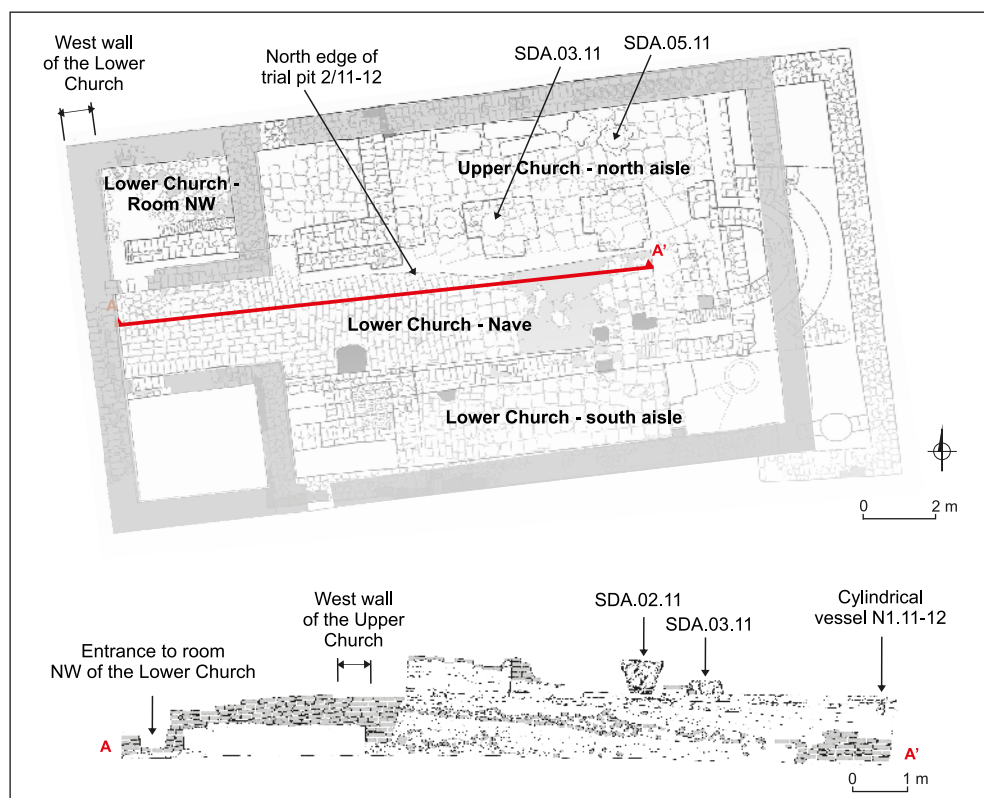 West wall
of the Lower
Church
North edge of
trial pit 2/11-12
SDA.03.11
SDA.05.11
Lower Church -
Room NW
Upper Church - north aisle
A
A'
Lower Church - Nave
Lower Church - south aisle
0 2 m
Entrance to room
NW of the Lower Church
West wall
of the Upper
Church
SDA.02.11
SDA.03.11
Cylindrical
vessel N1.11-12
A
A'
0 1 m